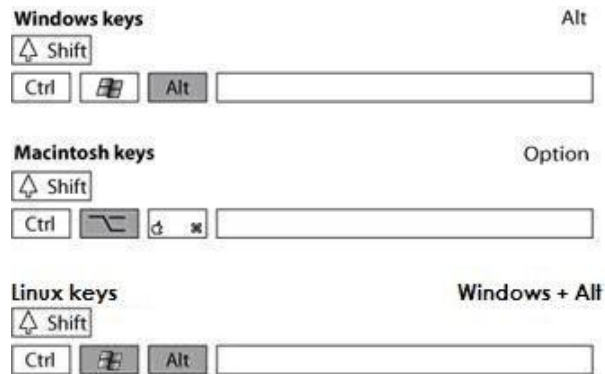 Windows keys Alt
Shift
Ctrl Alt
Macintosh keys Option
Shift
Ctrl ⌥ ⌘
Linux keys Windows + Alt
Shift
Ctrl Alt